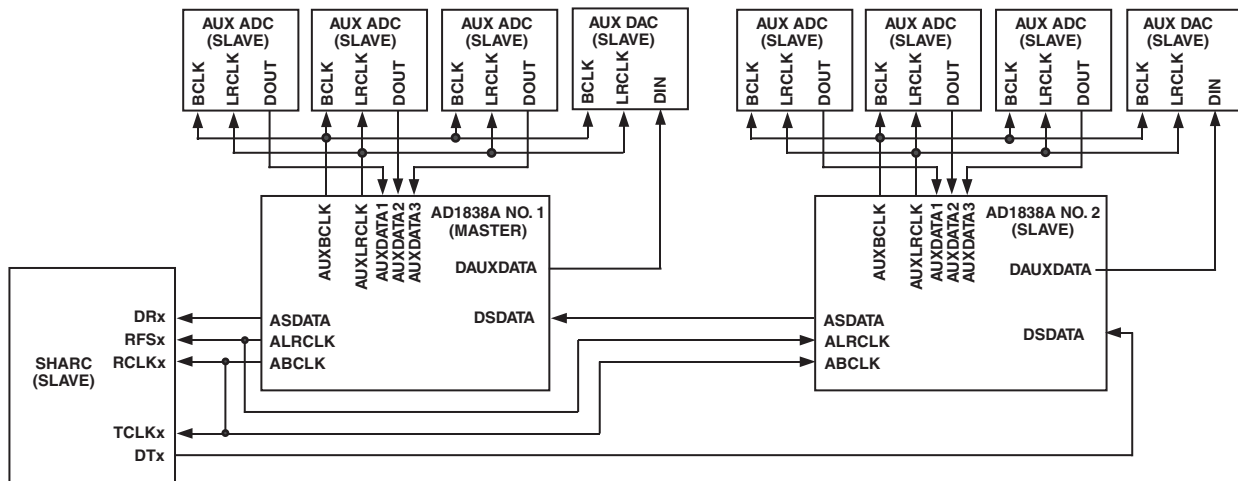 AUX ADC
(SLAVE)
BCLK
LRCLK
DOUT
AUX ADC
(SLAVE)
BCLK
LRCLK
DOUT
AUX ADC
(SLAVE)
BCLK
LRCLK
DOUT
AUX DAC
(SLAVE)
BCLK
LRCLK
DIN
AUX ADC
(SLAVE)
BCLK
LRCLK
DOUT
AUX ADC
(SLAVE)
BCLK
LRCLK
DOUT
AUX ADC
(SLAVE)
BCLK
LRCLK
DOUT
AUX DAC
(SLAVE)
BCLK
LRCLK
DIN
AUXBCLK
AUXLRCLK
AUXDATA1
AUXDATA2
AUXDATA3
AD1838A NO. 1
(MASTER)
DAUXDATA
DSDATA
ASDATA
ALRCLK
ABCLK
AUXBCLK
AUXLRCLK
AUXDATA1
AUXDATA2
AUXDATA3
AD1838A NO. 2
(SLAVE)
DAUXDATA
DSDATA
ASDATA
ALRCLK
ABCLK
SHARC
(SLAVE)
DRx
RFSx
RCLKx
TCLKx
DTx